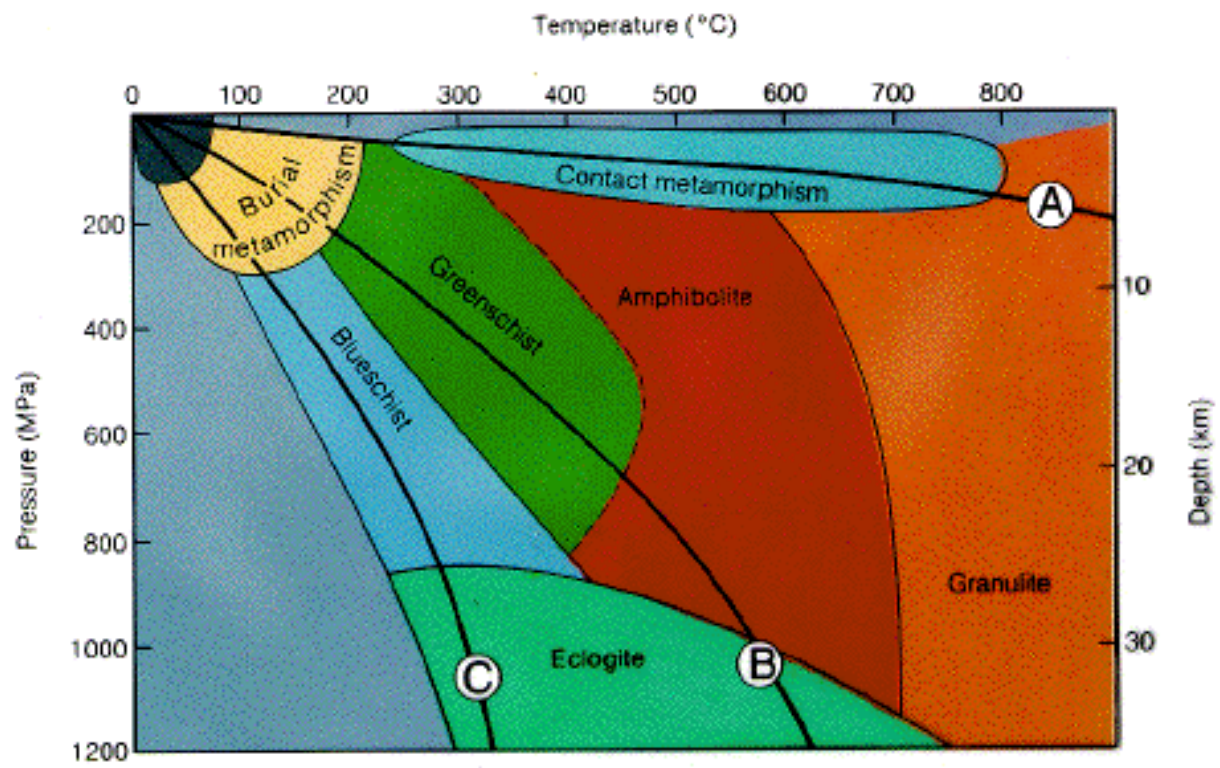 Temperature (°C)
0 100 200 300 400 500 600 700 800
Burial
metamorphism
Contact metamorphism
A
200
Greenschist
Amphibolite
10
400
Blueschist
Pressure (MPa)
600
20
Depth (km)
800
Granulite
1000
Eclogite
B
30
C
1200